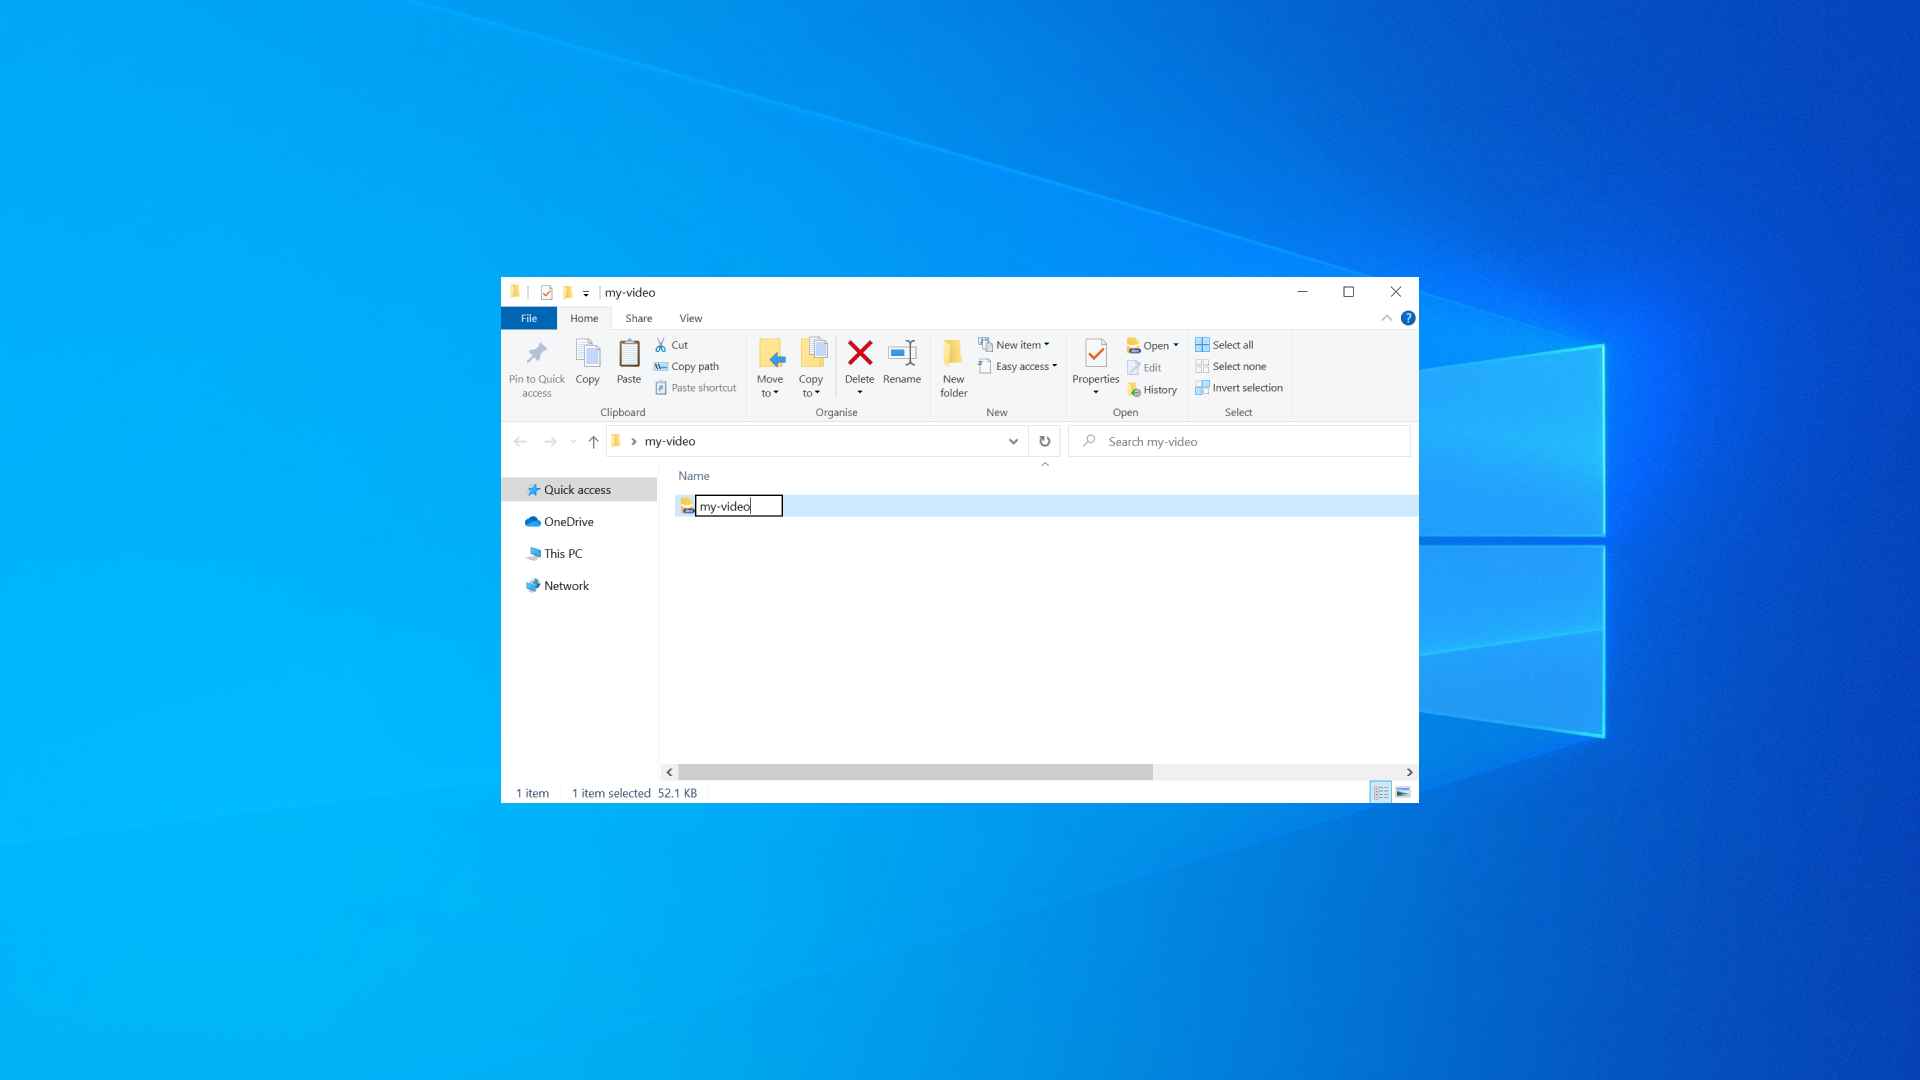 my-video
File Home Share View
Pin to Quick access
Copy
Paste
Cut
Copy path
Paste shortcut
Clipboard
Move to
Copy to
Delete
Rename
Organise
New folder
New item
Easy access
New
Properties
Open
Edit
History
Open
Select all
Select none
Invert selection
Select
my-video
Search my-video
Name
Quick access
OneDrive
This PC
Network
my-video
1 item 1 item selected 52.1 KB